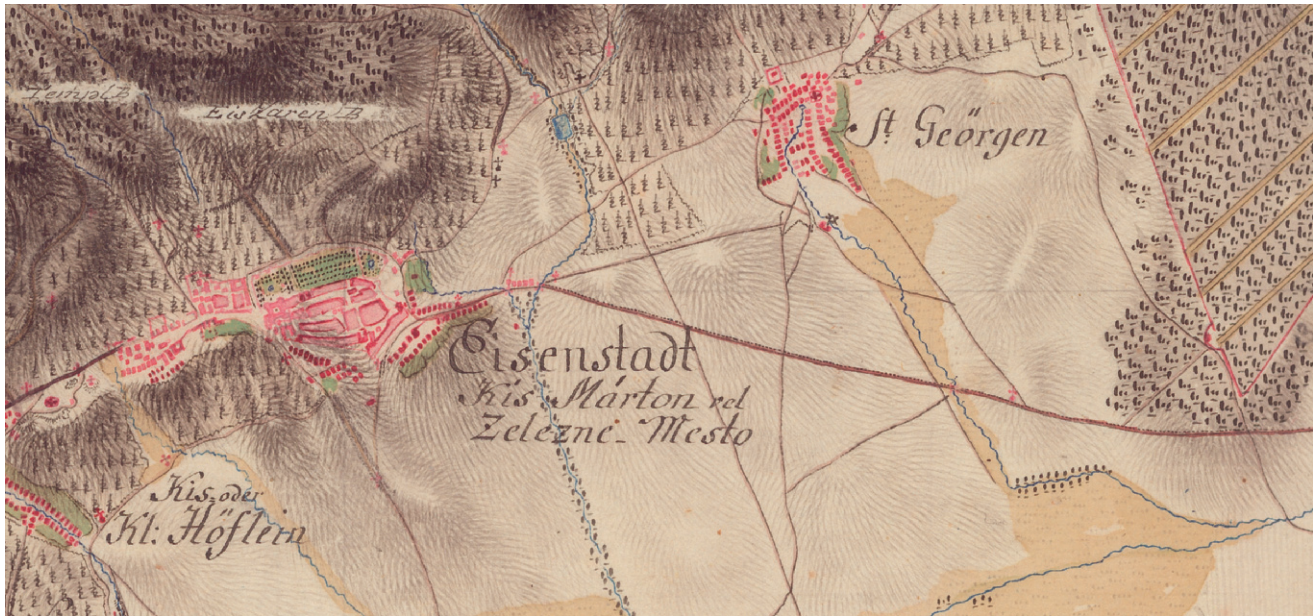 St. Geörgen
Eisenstadt
Kis Márton vel
Zelezne-Mesto
Kis oder
Kl: Höflein